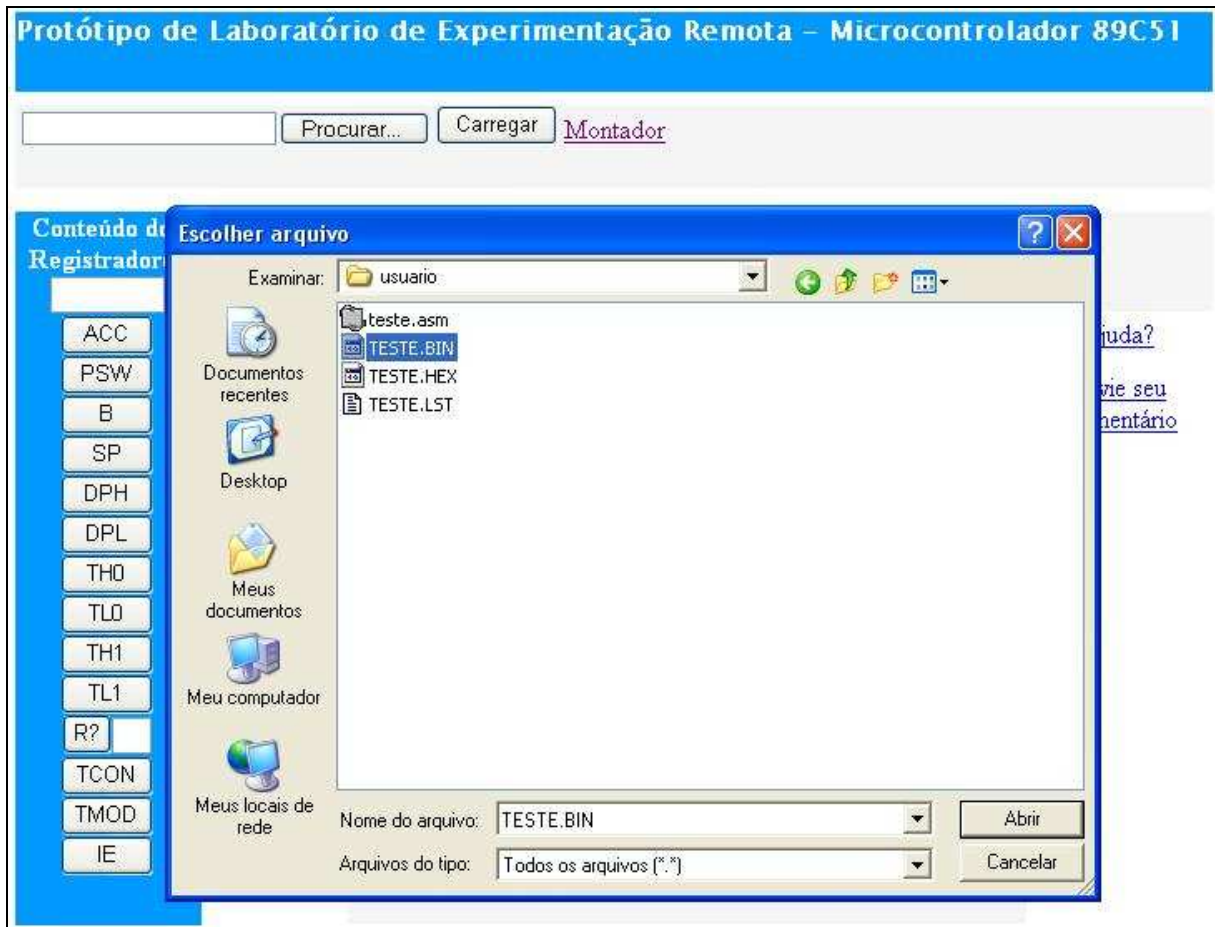 Protótipo de Laboratório de Experimentação Remota – Microcontrolador 89C51
Procurar... Carregar Montador
Conteúdo
Escolher arquivo
Examinar: usuario
teste.asm
TESTE.BIN
TESTE.HEX
TESTE.LST
Documentos recentes
Desktop
Meus documentos
Meu computador
Meus locais de rede
Nome do arquivo: TESTE.BIN Abrir
Arquivos do tipo: Todos os arquivos (*.*) Cancelar
ACC
PSW
B
SP
DPH
DPL
TH0
TL0
TH1
TL1
R?
TCON
TMOD
IE
juda?
vie seu
nentário